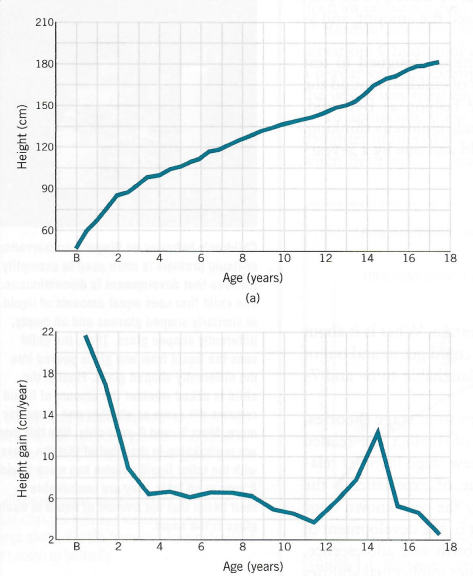 210
180
150
120
90
60
Height (cm)
B 2 4 6 8 10 12 14 16 18
Age (years)
(a)
22
18
14
10
6
2
Height gain (cm/year)
B 2 4 6 8 10 12 14 16 18
Age (years)